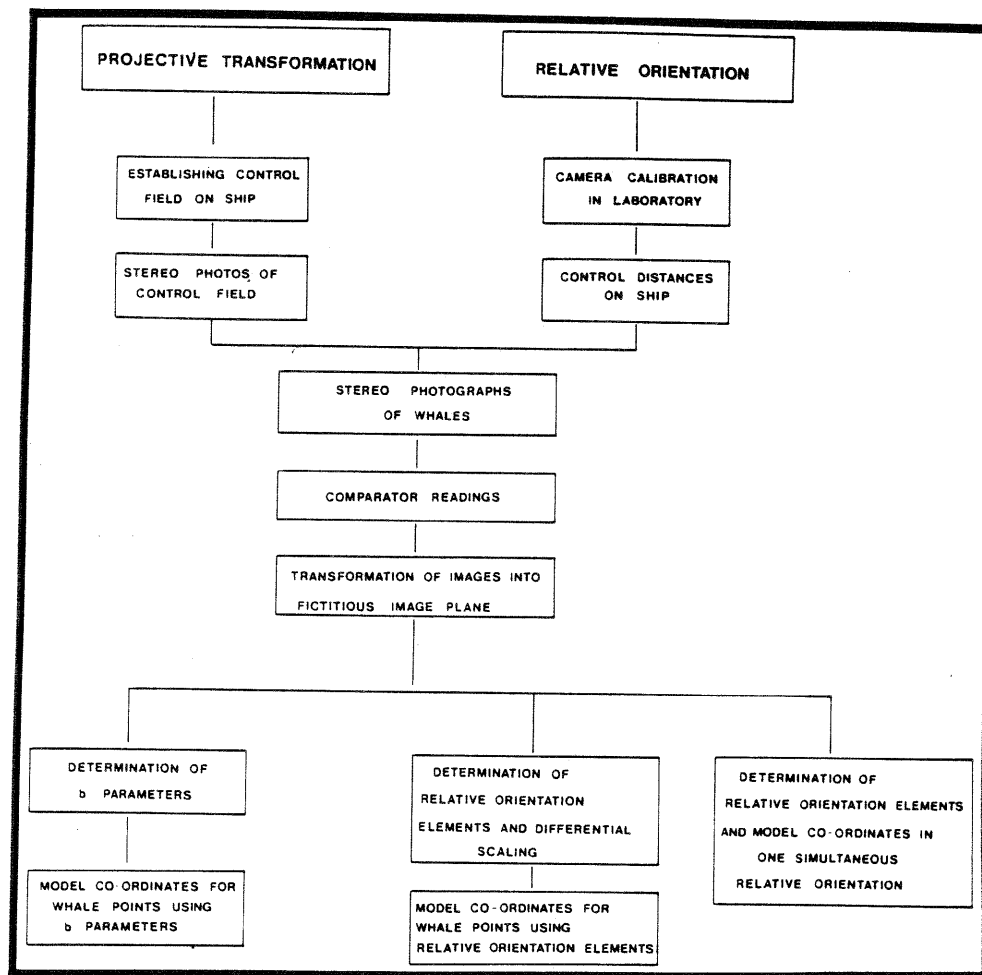 PROJECTIVE TRANSFORMATION
RELATIVE ORIENTATION
ESTABLISHING CONTROL
FIELD ON SHIP
CAMERA CALIBRATION
IN LABORATORY
STEREO PHOTOS OF
CONTROL FIELD
CONTROL DISTANCES
ON SHIP
STEREO PHOTOGRAPHS
OF WHALES
COMPARATOR READINGS
TRANSFORMATION OF IMAGES INTO
FICTITIOUS IMAGE PLANE
DETERMINATION OF
b PARAMETERS
DETERMINATION OF
RELATIVE ORIENTATION
ELEMENTS AND DIFFERENTIAL
SCALING
DETERMINATION OF
RELATIVE ORIENTATION ELEMENTS
AND MODEL CO-ORDINATES IN
ONE SIMULTANEOUS
RELATIVE ORIENTATION
MODEL CO-ORDINATES FOR
WHALE POINTS USING
b PARAMETERS
MODEL CO-ORDINATES FOR
WHALE POINTS USING
RELATIVE ORIENTATION ELEMENTS